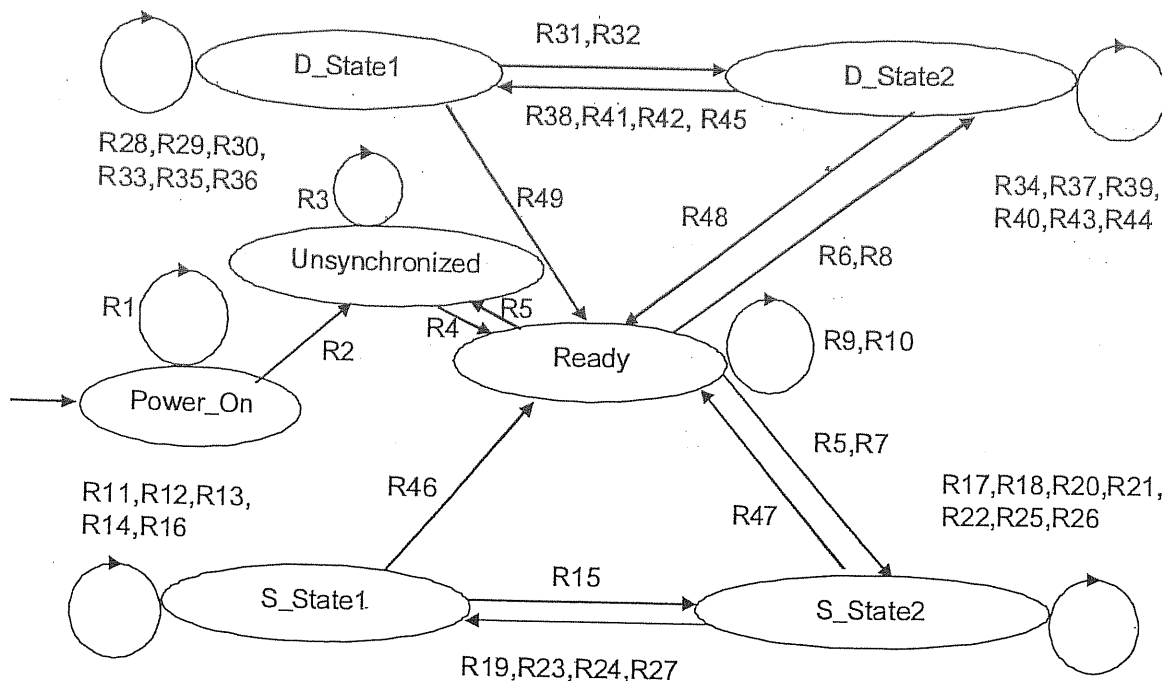 R31,R32
D_State1
D_State2
R38,R41,R42, R45
R28,R29,R30,
R33,R35,R36
R3
R49
R48
R34,R37,R39,
R40,R43,R44
Unsynchronized
R6,R8
R1
R5
R4
R2
Ready
R9,R10
Power_On
R5,R7
R11,R12,R13,
R14,R16
R46
R47
R17,R18,R20,R21,
R22,R25,R26
R15
S_State1
S_State2
R19,R23,R24,R27